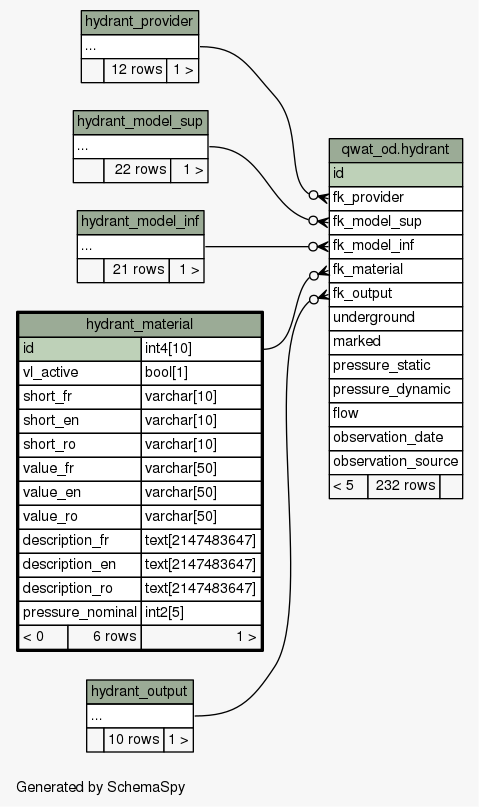 hydrant_provider
...
12 rows 1 >
hydrant_model_sup
...
22 rows 1 >
hydrant_model_inf
...
21 rows 1 >
hydrant_material
id int4[10]
vl_active bool[1]
short_fr varchar[10]
short_en varchar[10]
short_ro varchar[10]
value_fr varchar[50]
value_en varchar[50]
value_ro varchar[50]
description_fr text[2147483647]
description_en text[2147483647]
description_ro text[2147483647]
pressure_nominal int2[5]
< 0 6 rows 1 >
hydrant_output
...
10 rows 1 >
qwat_od.hydrant
id
fk_provider
fk_model_sup
fk_model_inf
fk_material
fk_output
underground
marked
pressure_static
pressure_dynamic
flow
observation_date
observation_source
< 5 232 rows
Generated by SchemaSpy